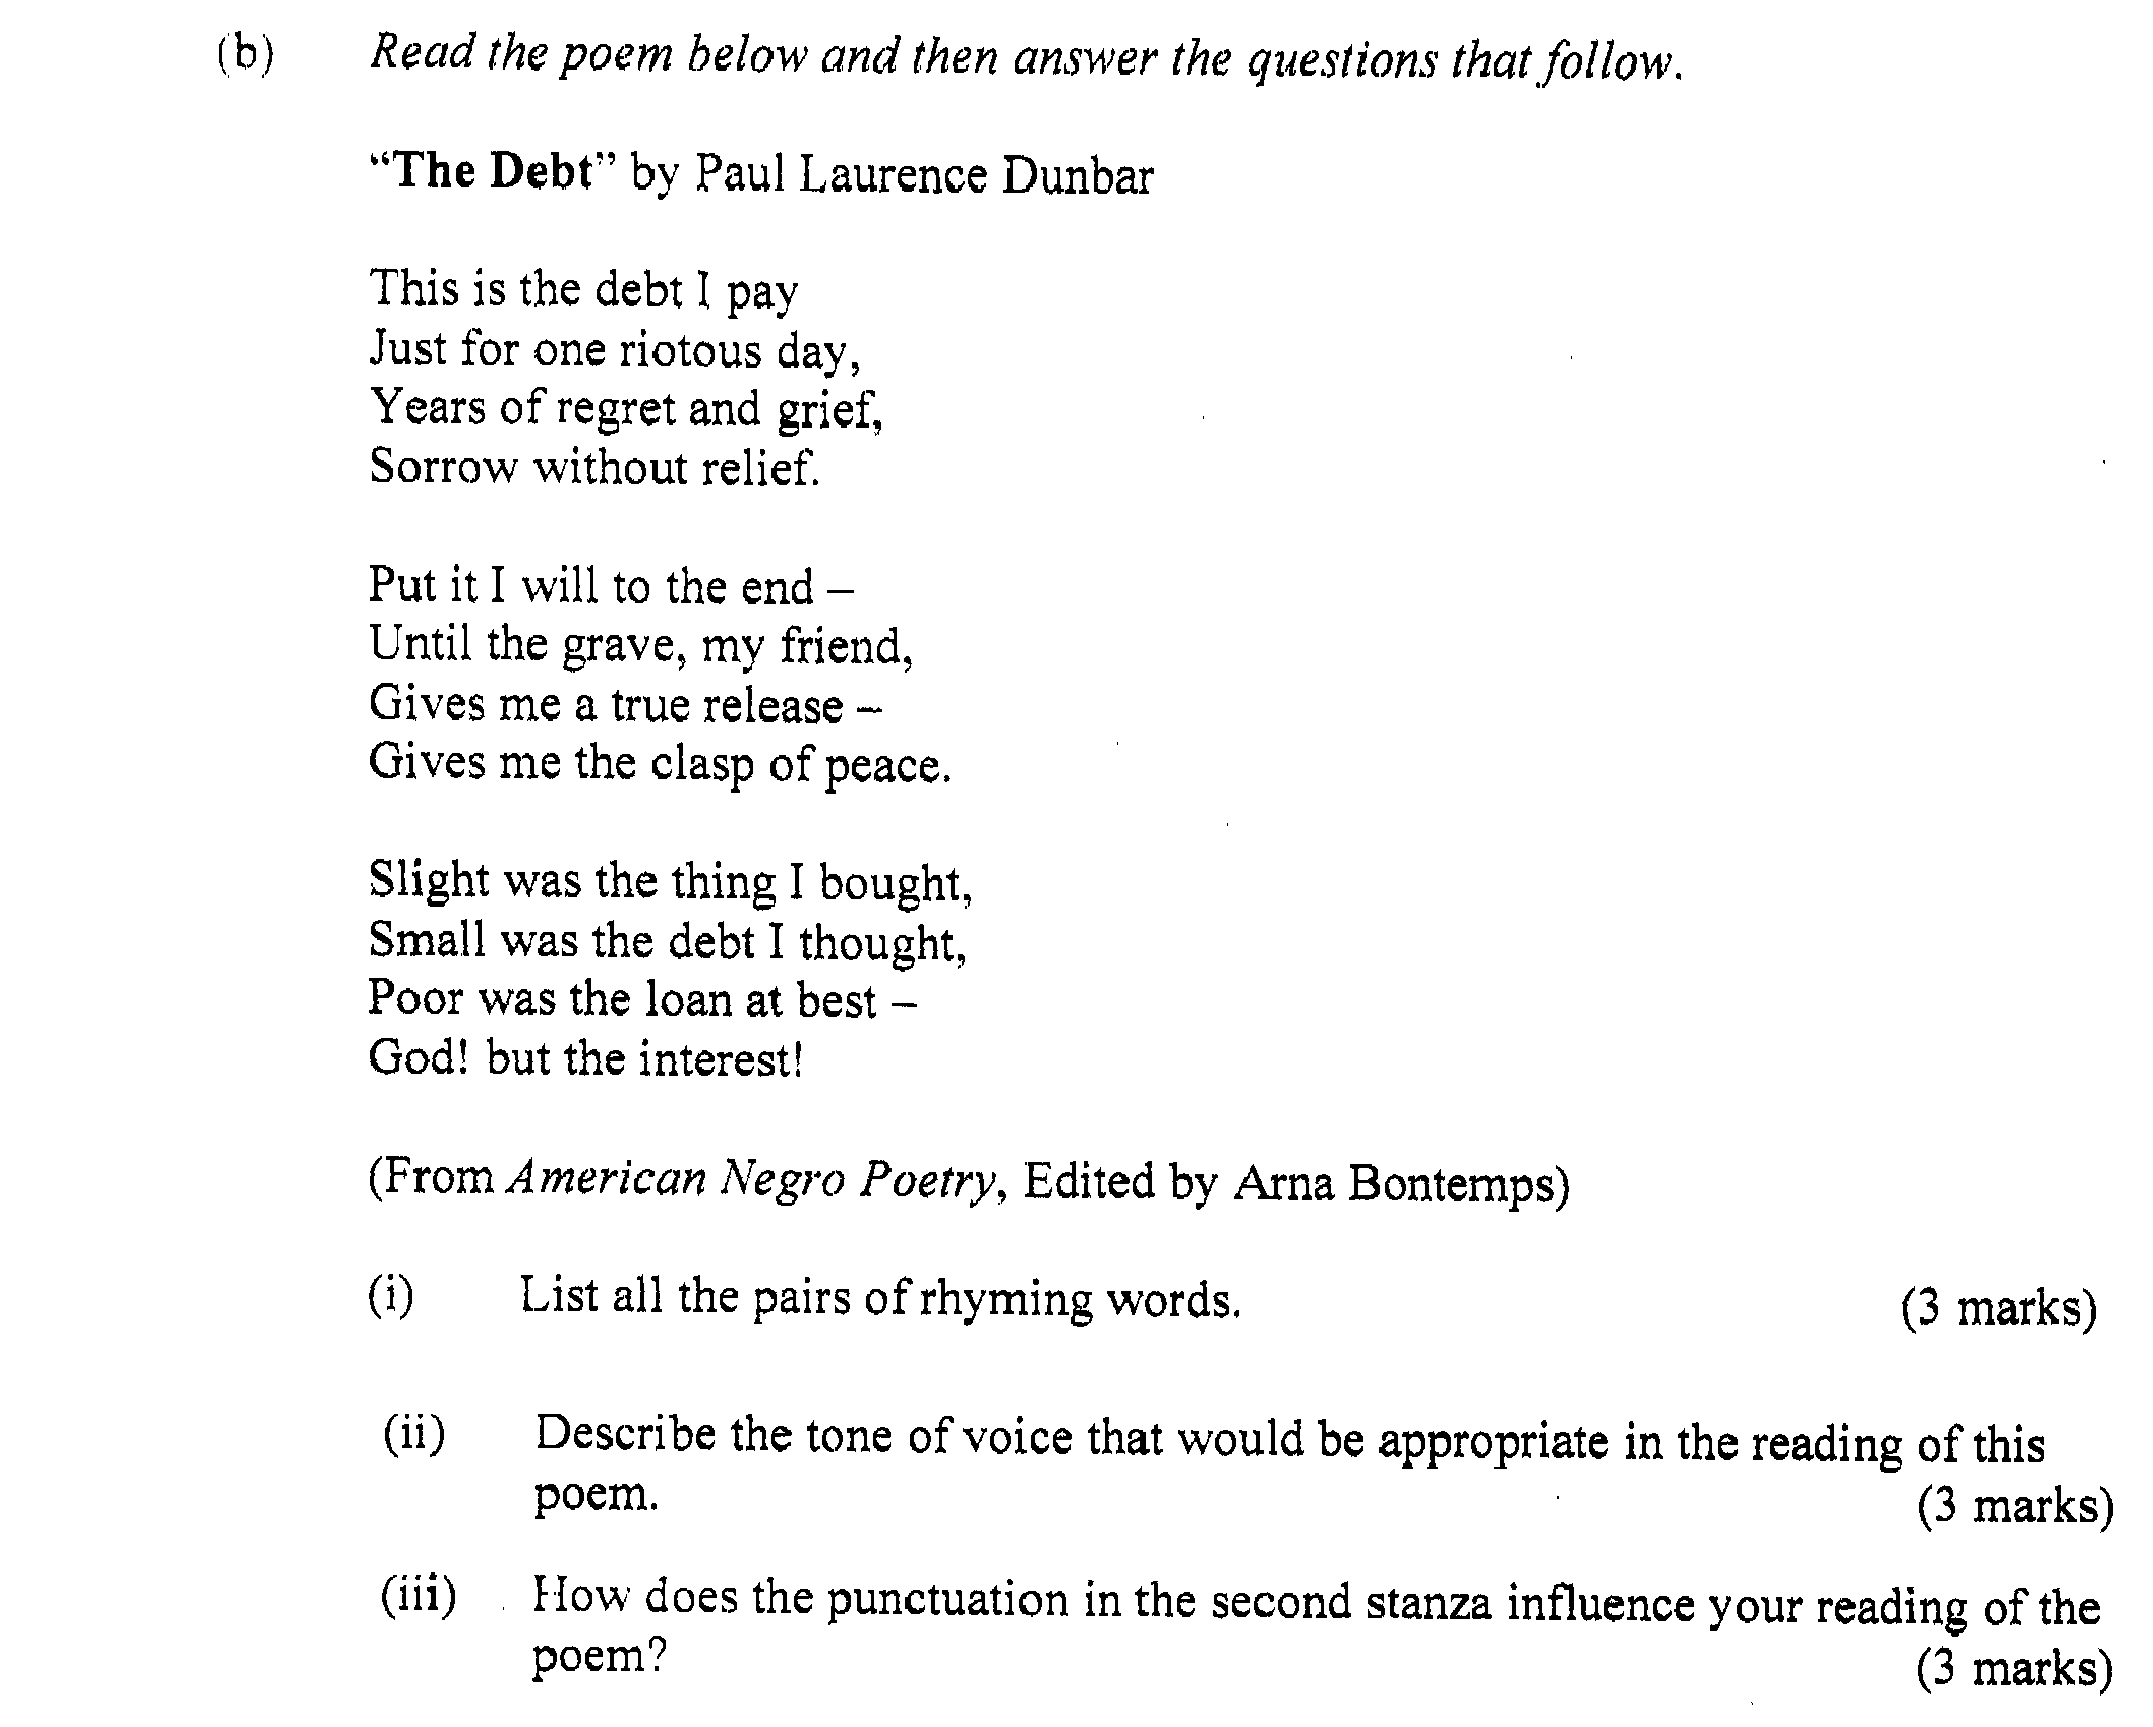 (b) Read the poem below and then answer the questions that follow.
“The Debt” by Paul Laurence Dunbar
This is the debt I pay
Just for one riotous day,
Years of regret and grief,
Sorrow without relief.
Put it I will to the end –
Until the grave, my friend,
Gives me a true release –
Gives me the clasp of peace.
Slight was the thing I bought,
Small was the debt I thought,
Poor was the loan at best –
God! but the interest!
(From American Negro Poetry, Edited by Arna Bontemps)
(i) List all the pairs of rhyming words. (3 marks)
(ii) Describe the tone of voice that would be appropriate in the reading of this
poem. (3 marks)
(iii) How does the punctuation in the second stanza influence your reading of the
poem? (3 marks)